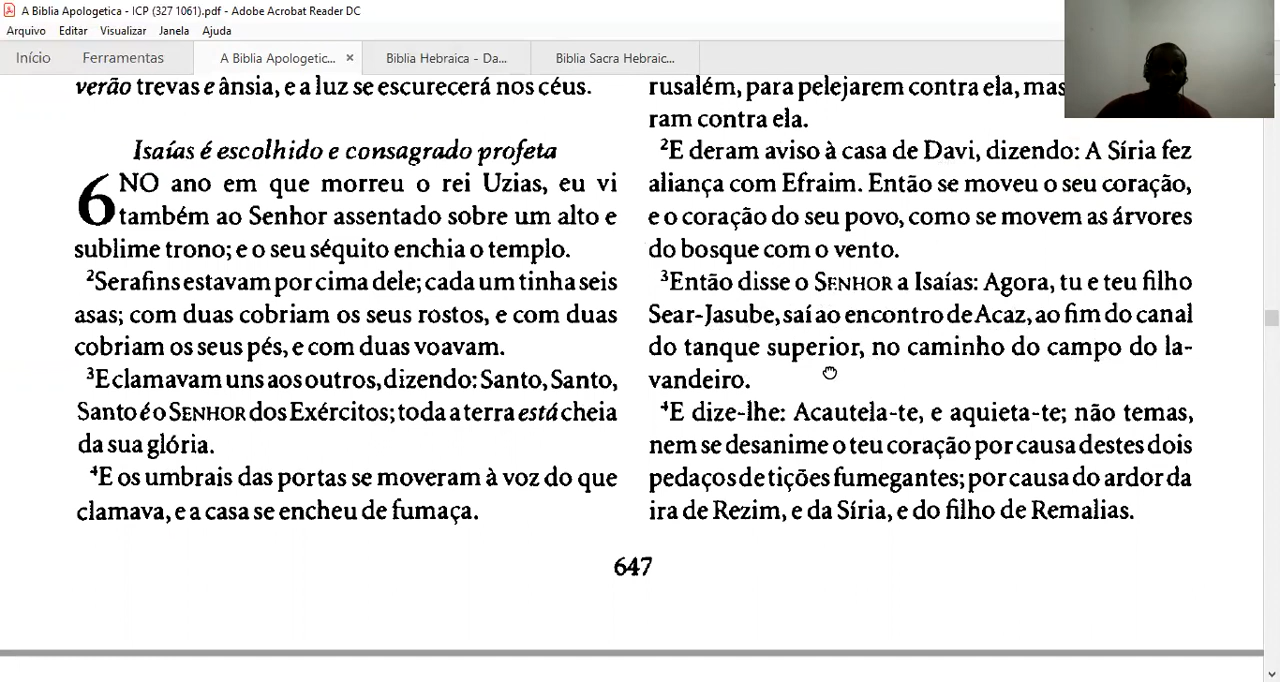 A Biblia Apologetica - ICP (327 1061).pdf - Adobe Acrobat Reader DC
Arquivo Editar Visualizar Janela Ajuda
Início Ferramentas A Biblia Apologetic... × Biblia Hebraica - Da... Biblia Sacra Hebraic...
verão trevas e ânsia, e a luz se escurecerá nos céus.
Isaías é escolhido e consagrado profeta
6 NO ano em que morreu o rei Uzias, eu vi
também ao Senhor assentado sobre um alto e
sublime trono; e o seu séquito enchia o templo.
²Serafins estavam por cima dele; cada um tinha seis
asas; com duas cobriam os seus rostos, e com duas
cobriam os seus pés, e com duas voavam.
³E clamavam uns aos outros, dizendo: Santo, Santo,
Santo é o SENHOR dos Exércitos; toda a terra está cheia
da sua glória.
⁴E os umbrais das portas se moveram à voz do que
clamava, e a casa se encheu de fumaça.
rusalém, para pelejarem contra ela, mas
ram contra ela.
²E deram aviso à casa de Davi, dizendo: A Síria fez
aliança com Efraim. Então se moveu o seu coração,
e o coração do seu povo, como se movem as árvores
do bosque com o vento.
³Então disse o SENHOR a Isaías: Agora, tu e teu filho
Sear-Jasube, saí ao encontro de Acaz, ao fim do canal
do tanque superior, no caminho do campo do la-
vandeiro.
⁴E dize-lhe: Acautela-te, e aquieta-te; não temas,
nem se desanime o teu coração por causa destes dois
pedaços de tições fumegantes; por causa do ardor da
ira de Rezim, e da Síria, e do filho de Remalias.
647